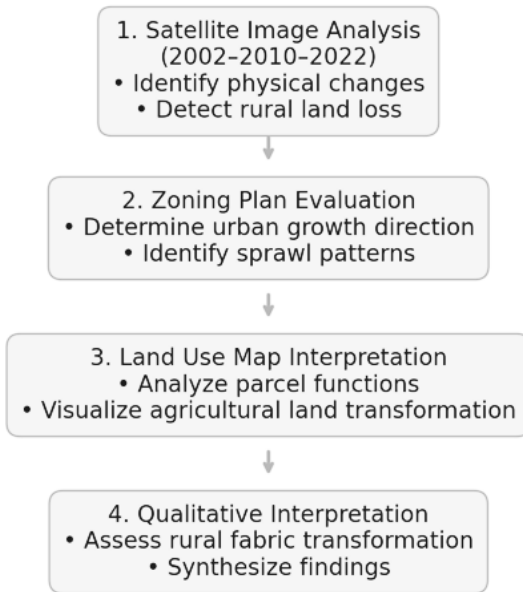 1. Satellite Image Analysis
(2002–2010–2022)
• Identify physical changes
• Detect rural land loss
2. Zoning Plan Evaluation
• Determine urban growth direction
• Identify sprawl patterns
3. Land Use Map Interpretation
• Analyze parcel functions
• Visualize agricultural land transformation
4. Qualitative Interpretation
• Assess rural fabric transformation
• Synthesize findings